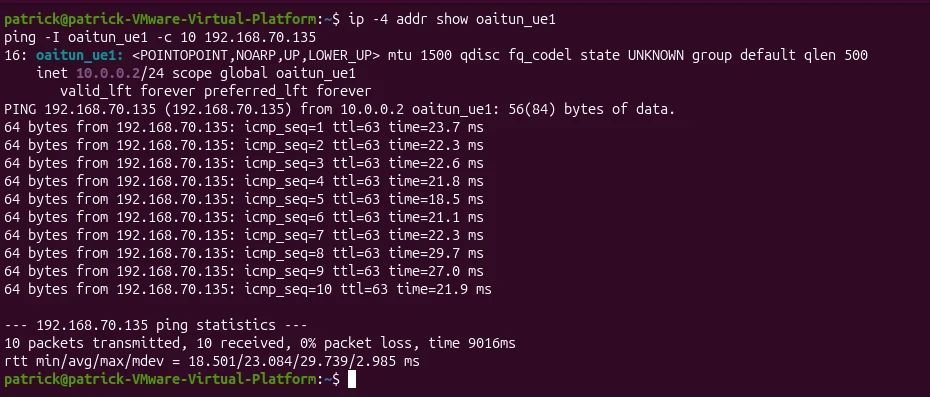 patrick@patrick-VMware-Virtual-Platform:~$ ip -4 addr show oaitun_ue1
ping -I oaitun_ue1 -c 10 192.168.70.135
16: oaitun_ue1: <POINTOPOINT,NOARP,UP,LOWER_UP> mtu 1500 qdisc fq_codel state UNKNOWN group default qlen 500
    inet 10.0.0.2/24 scope global oaitun_ue1
       valid_lft forever preferred_lft forever
PING 192.168.70.135 (192.168.70.135) from 10.0.0.2 oaitun_ue1: 56(84) bytes of data.
64 bytes from 192.168.70.135: icmp_seq=1 ttl=63 time=23.7 ms
64 bytes from 192.168.70.135: icmp_seq=2 ttl=63 time=22.3 ms
64 bytes from 192.168.70.135: icmp_seq=3 ttl=63 time=22.6 ms
64 bytes from 192.168.70.135: icmp_seq=4 ttl=63 time=21.8 ms
64 bytes from 192.168.70.135: icmp_seq=5 ttl=63 time=18.5 ms
64 bytes from 192.168.70.135: icmp_seq=6 ttl=63 time=21.1 ms
64 bytes from 192.168.70.135: icmp_seq=7 ttl=63 time=22.3 ms
64 bytes from 192.168.70.135: icmp_seq=8 ttl=63 time=29.7 ms
64 bytes from 192.168.70.135: icmp_seq=9 ttl=63 time=27.0 ms
64 bytes from 192.168.70.135: icmp_seq=10 ttl=63 time=21.9 ms

--- 192.168.70.135 ping statistics ---
10 packets transmitted, 10 received, 0% packet loss, time 9016ms
rtt min/avg/max/mdev = 18.501/23.084/29.739/2.985 ms
patrick@patrick-VMware-Virtual-Platform:~$